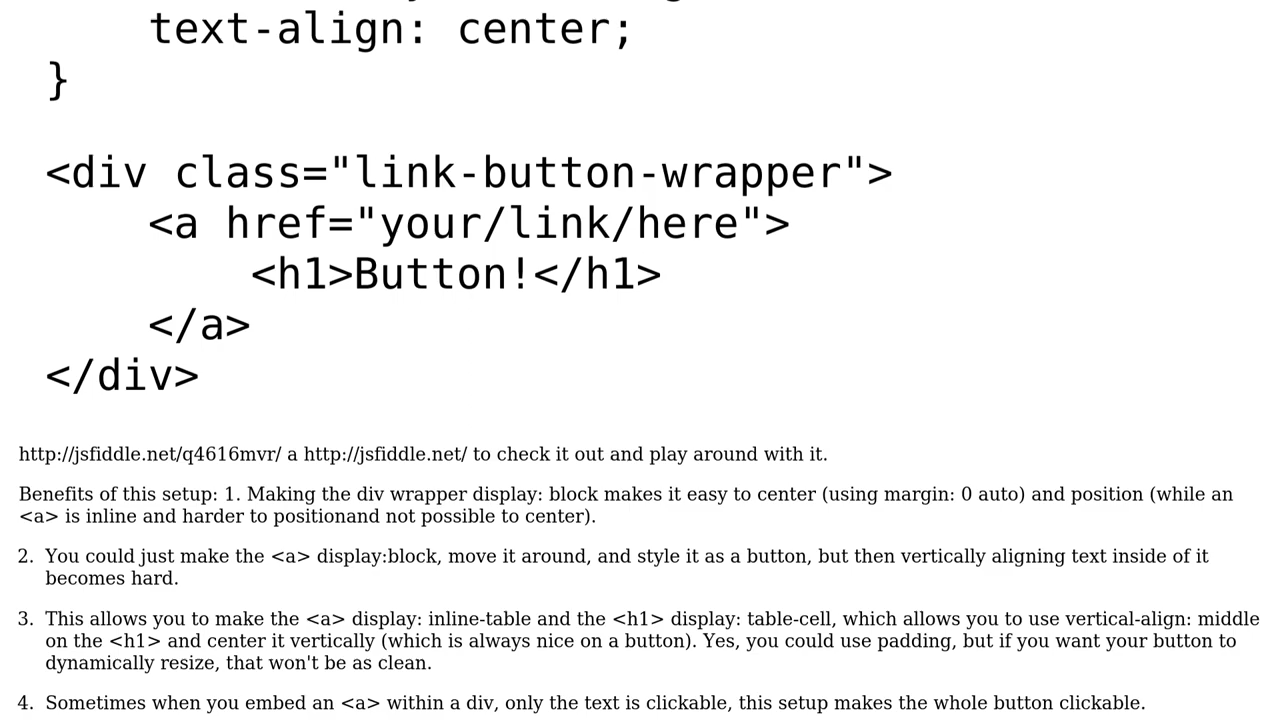 text-align: center;
}
<div class="link-button-wrapper">
<a href="your/link/here">
<h1>Button!</h1>
</a>
</div>
http://jsfiddle.net/q4616mvr/ a http://jsfiddle.net/ to check it out and play around with it.
Benefits of this setup: 1. Making the div wrapper display: block makes it easy to center (using margin: 0 auto) and position (while an
<a> is inline and harder to positionand not possible to center).
2. You could just make the <a> display:block, move it around, and style it as a button, but then vertically aligning text inside of it
becomes hard.
3. This allows you to make the <a> display: inline-table and the <h1> display: table-cell, which allows you to use vertical-align: middle
on the <h1> and center it vertically (which is always nice on a button). Yes, you could use padding, but if you want your button to
dynamically resize, that won't be as clean.
4. Sometimes when you embed an <a> within a div, only the text is clickable, this setup makes the whole button clickable.